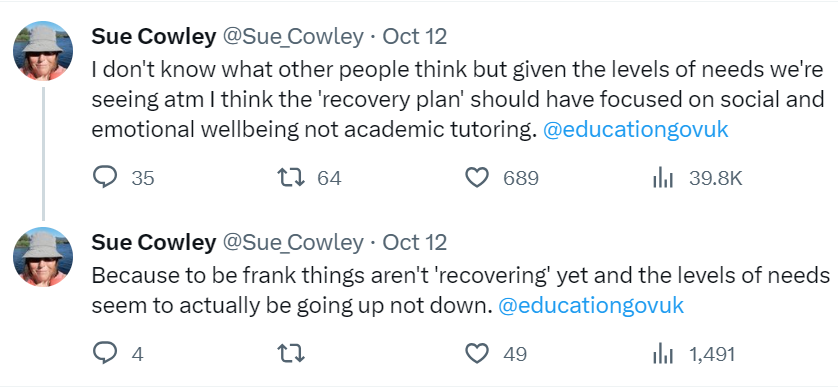 Sue Cowley @Sue_Cowley · Oct 12
I don't know what other people think but given the levels of needs we're
seeing atm I think the 'recovery plan' should have focused on social and
emotional wellbeing not academic tutoring. @educationgovuk
35 64 689 39.8K
Sue Cowley @Sue_Cowley · Oct 12
Because to be frank things aren't 'recovering' yet and the levels of needs
seem to actually be going up not down. @educationgovuk
4 49 1,491